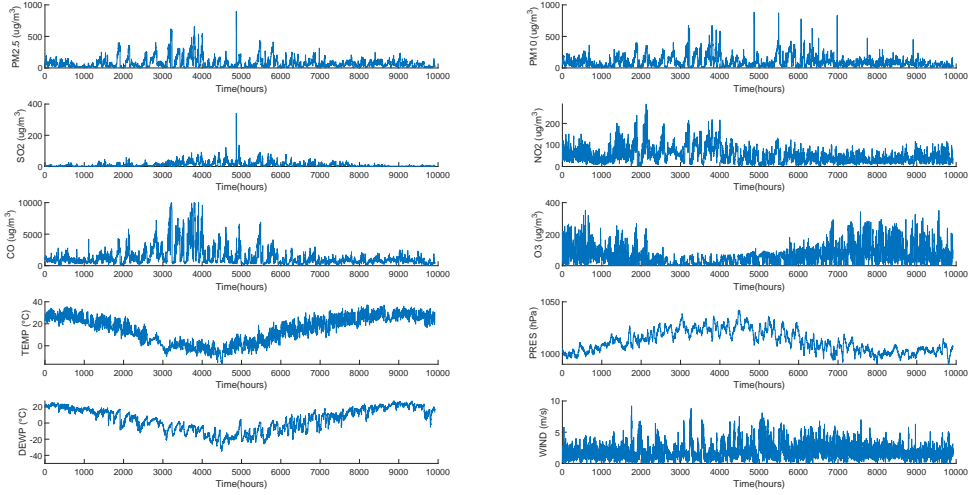 PM2.5 (ug/m3)
1000
500
0
0 1000 2000 3000 4000 5000 6000 7000 8000 9000 10000
Time(hours)
PM10 (ug/m3)
1000
500
0
0 1000 2000 3000 4000 5000 6000 7000 8000 9000 10000
Time(hours)
SO2 (ug/m3)
400
200
0
0 1000 2000 3000 4000 5000 6000 7000 8000 9000 10000
Time(hours)
NO2 (ug/m3)
200
100
0
0 1000 2000 3000 4000 5000 6000 7000 8000 9000 10000
Time(hours)
CO (ug/m3)
10000
5000
0
0 1000 2000 3000 4000 5000 6000 7000 8000 9000 10000
Time(hours)
O3 (ug/m3)
400
200
0
0 1000 2000 3000 4000 5000 6000 7000 8000 9000 10000
Time(hours)
TEMP (°C)
40
20
0
0 1000 2000 3000 4000 5000 6000 7000 8000 9000 10000
Time(hours)
PRES (hPa)
1050
1000
0 1000 2000 3000 4000 5000 6000 7000 8000 9000 10000
Time(hours)
DEWP (°C)
20
0
-20
-40
0 1000 2000 3000 4000 5000 6000 7000 8000 9000 10000
Time(hours)
WIND (m/s)
10
5
0
0 1000 2000 3000 4000 5000 6000 7000 8000 9000 10000
Time(hours)